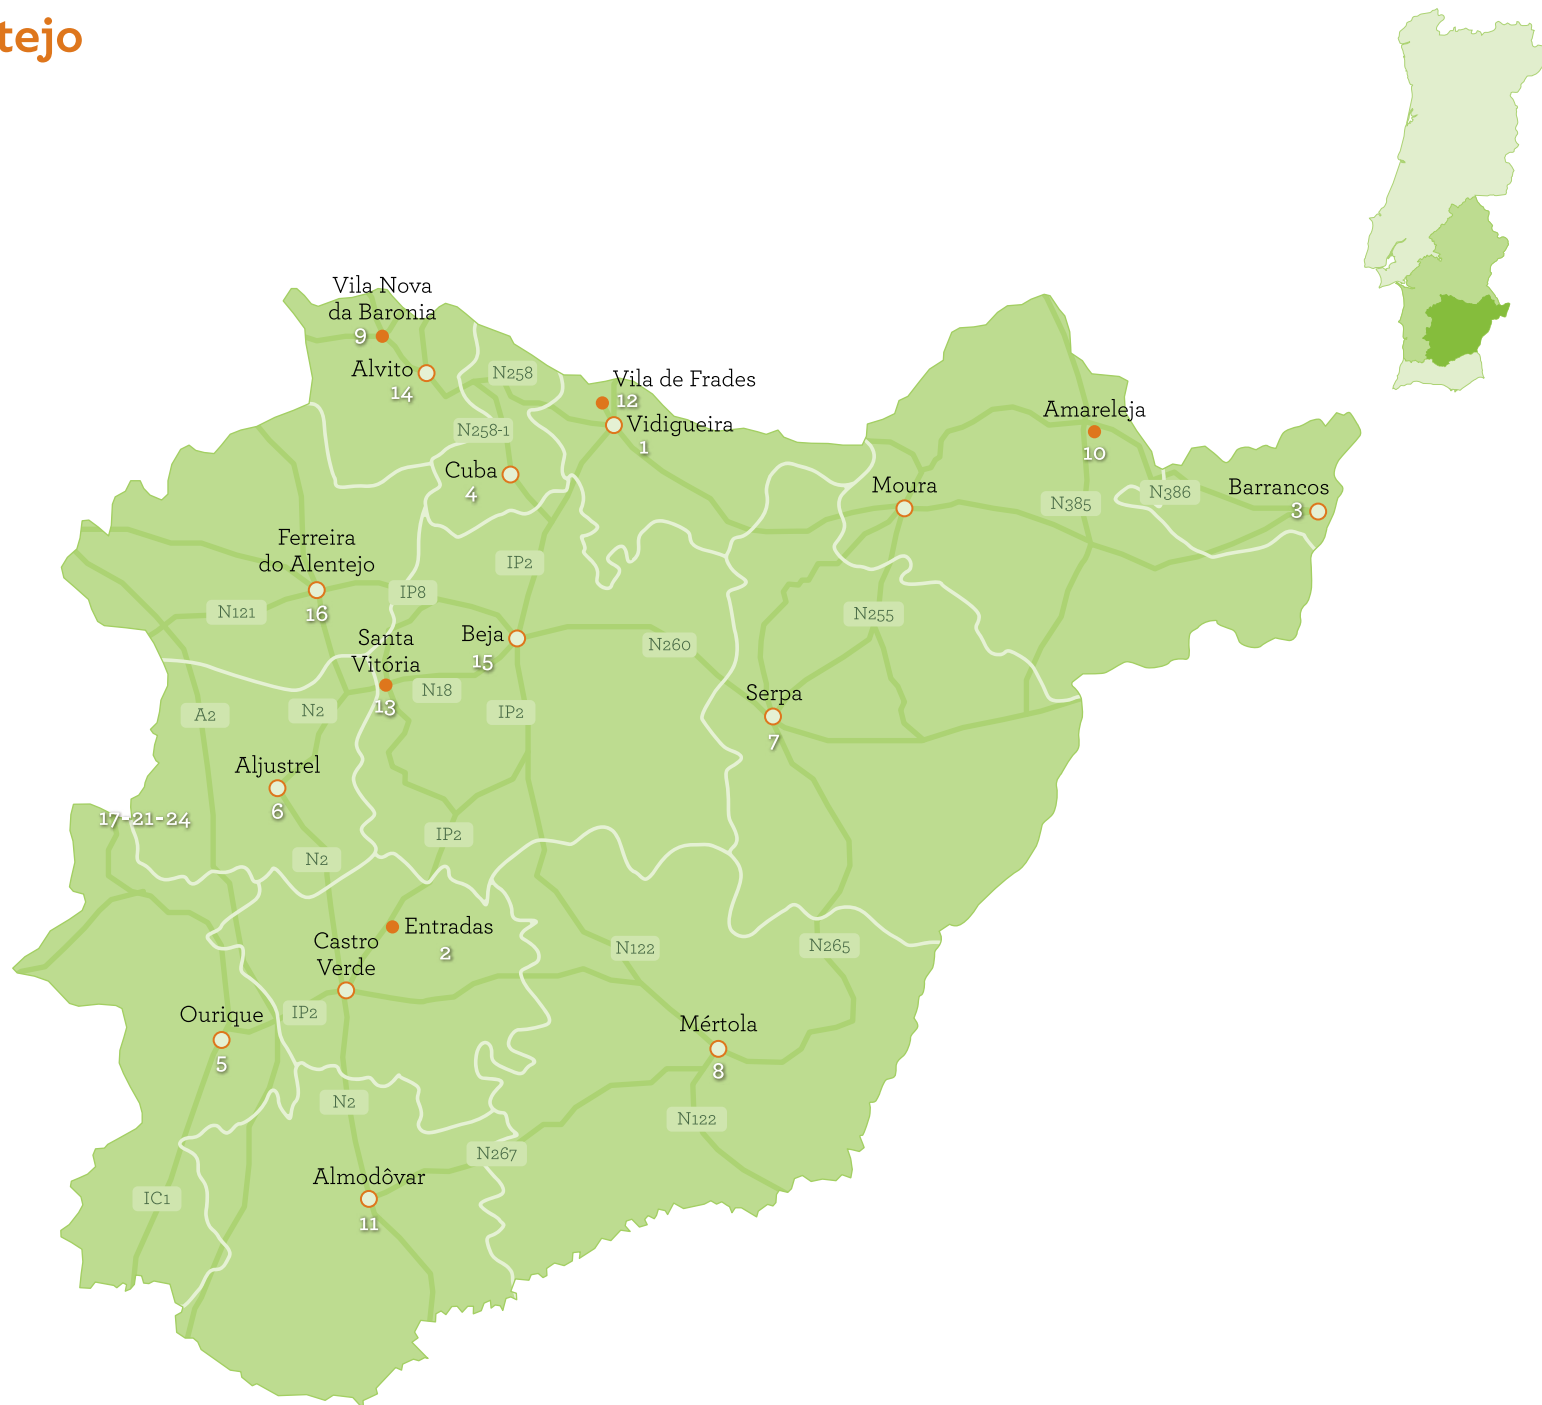 tejo
Vila Nova
da Baronia
9
Alvito
14
N258
Vila de Frades
12
Vidigueira
1
N258-1
Cuba
4
Amareleja
10
Moura
N385
N386
Barrancos
3
Ferreira
do Alentejo
16
IP2
IP8
N121
Santa
Vitória
13
Beja
15
N260
N255
N18
N2
A2
IP2
Serpa
7
Aljustrel
6
17-21-24
IP2
N2
Entradas
2
Castro
Verde
N122
N265
IP2
Ourique
5
Mértola
8
N2
N122
N267
Almodôvar
11
IC1